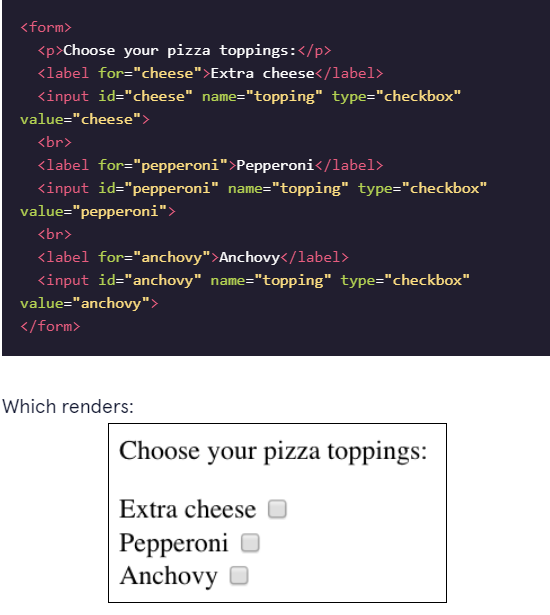 <form>
<p>Choose your pizza toppings:</p>
<label for="cheese">Extra cheese</label>
<input id="cheese" name="topping" type="checkbox"
value="cheese">
<br>
<label for="pepperoni">Pepperoni</label>
<input id="pepperoni" name="topping" type="checkbox"
value="pepperoni">
<br>
<label for="anchovy">Anchovy</label>
<input id="anchovy" name="topping" type="checkbox"
value="anchovy">
</form>
Which renders:
Choose your pizza toppings:
Extra cheese
Pepperoni
Anchovy